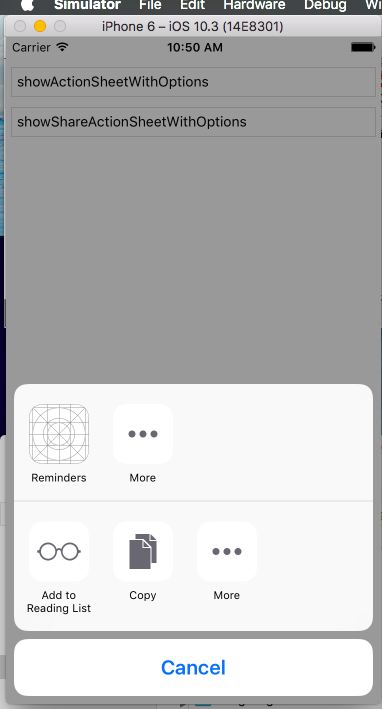 Simulator File Edit Hardware Debug
iPhone 6 – iOS 10.3 (14E8301)
Carrier 10:50 AM
showActionSheetWithOptions
showShareActionSheetWithOptions
Reminders More
Add to Reading List Copy More
Cancel